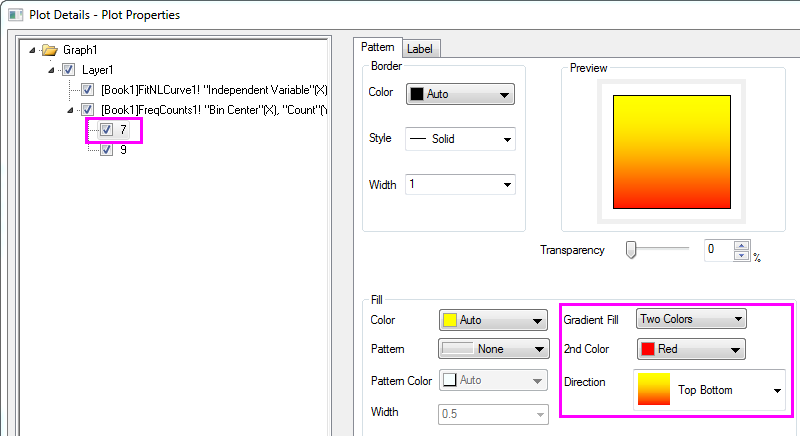 Plot Details - Plot Properties
Graph1
Layer1
[Book1]FitNLCurve1! "Independent Variable"(X)
[Book1]FreqCounts1! "Bin Center"(X), "Count"(Y
7
9
Pattern Label
Border
Color Auto
Style Solid
Width 1
Preview
Transparency 0 %
Fill
Color Auto
Pattern None
Pattern Color Auto
Width 0.5
Gradient Fill Two Colors
2nd Color Red
Direction Top Bottom